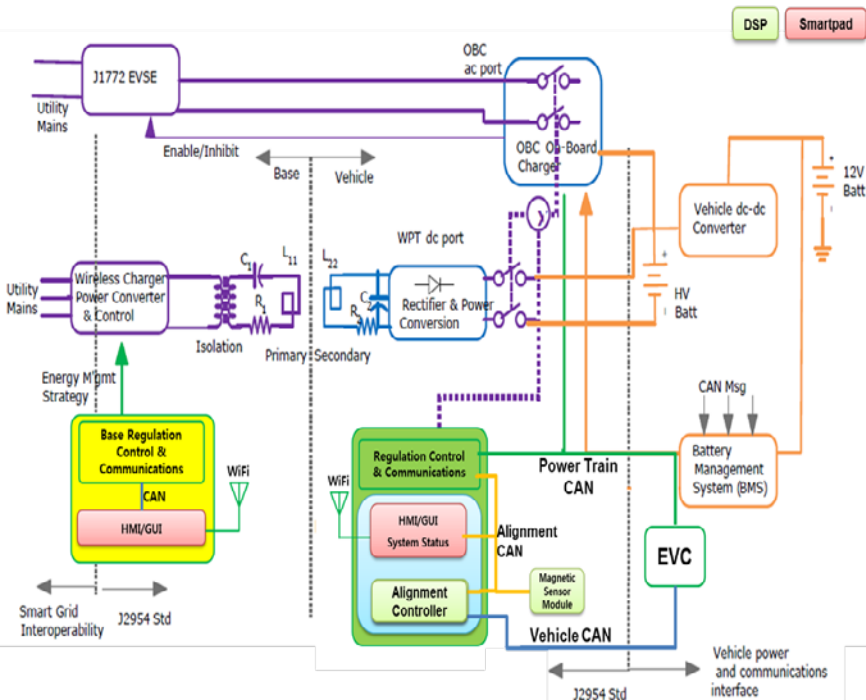 DSP
Smartpad
OBC
ac port
J1772 EVSE
Utility
Mains
Enable/Inhibit
OBC On-Board
Charger
Base
Vehicle
12V
Batt
Vehicle dc-dc
Converter
WPT dc port
C1
L11
L22
Wireless Charger
Power Converter
& Control
R1
C2
R2
Rectifier & Power
Conversion
Utility
Mains
HV
Batt
Isolation
Primary
Secondary
Energy M'gmt
Strategy
CAN Msg
Base Regulation
Control &
Communications
CAN
HMI/GUI
WiFi
Regulation Control
& Communications
WiFi
Power Train
CAN
Battery
Management
System (BMS)
HMI/GUI
System Status
Alignment
CAN
EVC
Alignment
Controller
Magnetic
Sensor
Module
Vehicle CAN
Smart Grid
Interoperability
J2954 Std
Vehicle power
and communications
interface
J2954 Std